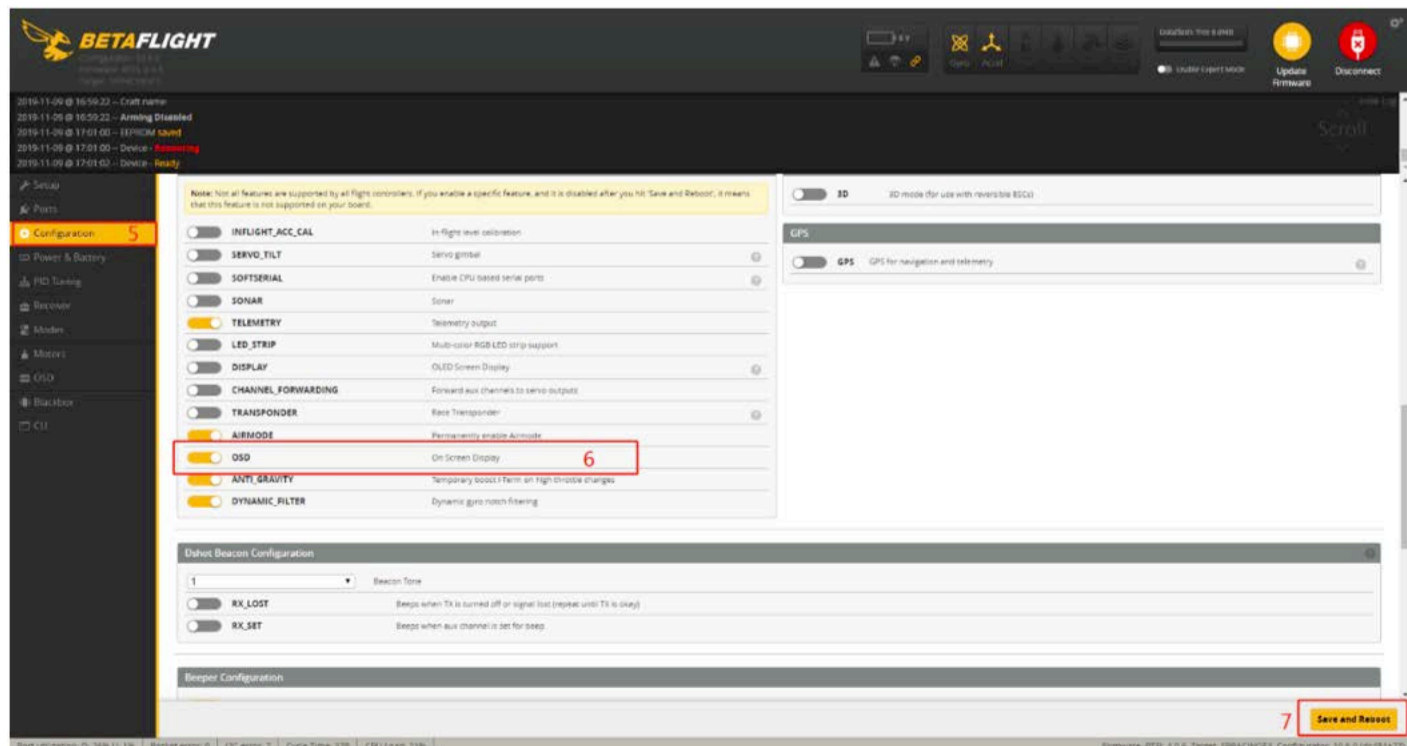 BETAFLIGHT
Gyro Accel
Enable Expert Mode
Update Firmware
Disconnect
2019-11-09 @ 16:59:22 -- Craft name
2019-11-09 @ 16:59:22 -- Arming Disabled
2019-11-09 @ 17:01:00 -- EEPROM saved
2019-11-09 @ 17:01:00 -- Device - Rebooting
2019-11-09 @ 17:01:02 -- Device - Ready
Scroll
Setup
Ports
Configuration 5
Power & Battery
PID Tuning
Receiver
Modes
Motors
OSD
Blackbox
CLI
Note: Not all features are supported by all flight controllers. If you enable a specific feature, and it is disabled after you hit 'Save and Reboot', it means
that this feature is not supported on your board.
INFLIGHT_ACC_CAL In-flight level calibration
SERVO_TILT Servo gimbal
SOFTSERIAL Enable CPU based serial ports
SONAR Sonar
TELEMETRY Telemetry output
LED_STRIP Multi-color RGB LED strip support
DISPLAY OLED Screen Display
CHANNEL_FORWARDING Forward aux channels to servo outputs
TRANSPONDER Race Transponder
AIRMODE Permanently enable Airmode
OSD On Screen Display 6
ANTI_GRAVITY Temporary boost I-Term on high throttle changes
DYNAMIC_FILTER Dynamic gyro notch filtering
3D 3D mode (for use with reversible ESCs)
GPS
GPS GPS for navigation and telemetry
Dshot Beacon Configuration
1 Beacon Tone
RX_LOST Beeps when TX is turned off or signal lost (repeat until TX is okay)
RX_SET Beeps when aux channel is set for beep
Beeper Configuration
7 Save and Reboot